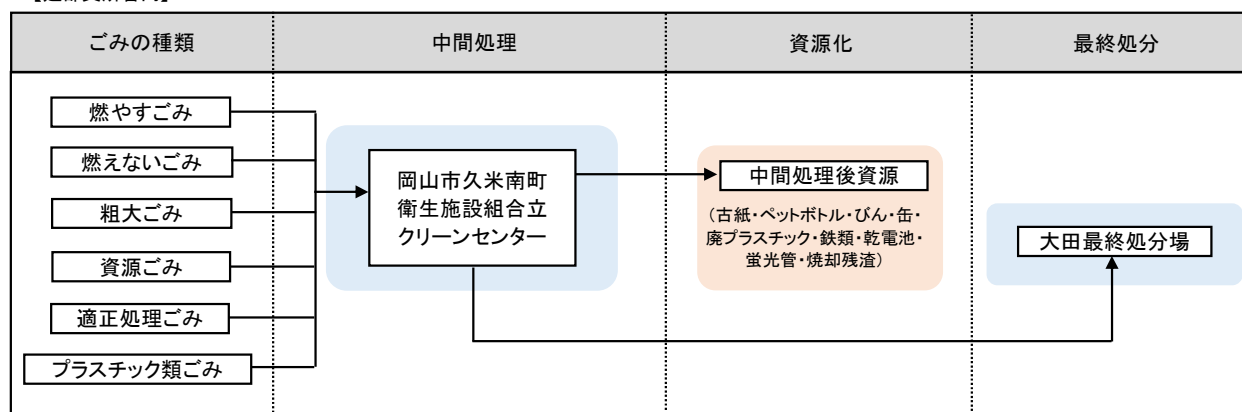 ごみの種類
中間処理
資源化
最終処分
燃やすごみ
燃えないごみ
粗大ごみ
資源ごみ
適正処理ごみ
プラスチック類ごみ
岡山市久米南町
衛生施設組合立
クリーンセンター
中間処理後資源
（古紙・ペットボトル・びん・缶・
廃プラスチック・鉄類・乾電池・
蛍光管・焼却残渣）
大田最終処分場